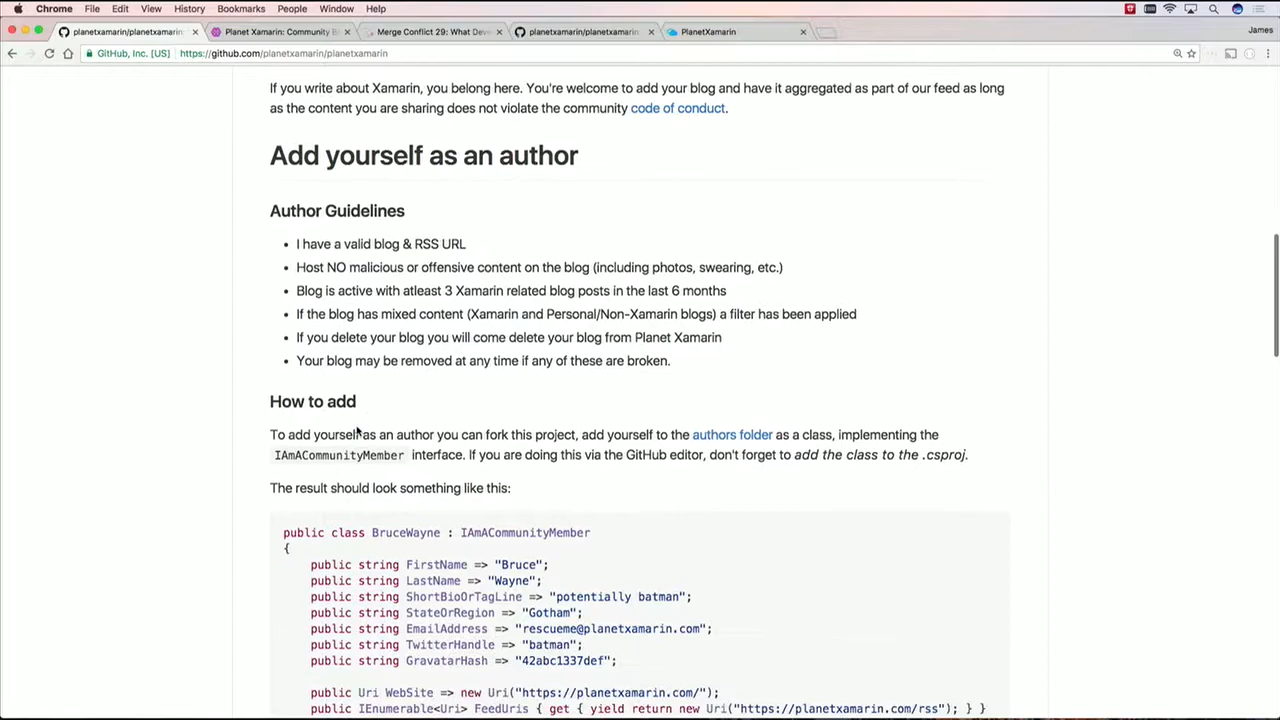 Chrome File Edit View History Bookmarks People Window Help
planetxamarin/planetxamarin: Planet Xamarin: Community B Merge Conflict 29: What Deve planetxamarin/planetxamarin: PlanetXamarin James
GitHub, Inc. [US] https://github.com/planetxamarin/planetxamarin
If you write about Xamarin, you belong here. You're welcome to add your blog and have it aggregated as part of our feed as long
as the content you are sharing does not violate the community code of conduct.
Add yourself as an author
Author Guidelines
• I have a valid blog & RSS URL
• Host NO malicious or offensive content on the blog (including photos, swearing, etc.)
• Blog is active with atleast 3 Xamarin related blog posts in the last 6 months
• If the blog has mixed content (Xamarin and Personal/Non-Xamarin blogs) a filter has been applied
• If you delete your blog you will come delete your blog from Planet Xamarin
• Your blog may be removed at any time if any of these are broken.
How to add
To add yourself as an author you can fork this project, add yourself to the authors folder as a class, implementing the
IAmACommunityMember interface. If you are doing this via the GitHub editor, don't forget to add the class to the .csproj.
The result should look something like this:
public class BruceWayne : IAmACommunityMember
{
public string FirstName => "Bruce";
public string LastName => "Wayne";
public string ShortBioOrTagLine => "potentially batman";
public string StateOrRegion => "Gotham";
public string EmailAddress => "rescueme@planetxamarin.com";
public string TwitterHandle => "batman";
public string GravatarHash => "42abc1337def";
public Uri WebSite => new Uri("https://planetxamarin.com/");
public IEnumerable<Uri> FeedUris { get { yield return new Uri("https://planetxamarin.com/rss"); } }